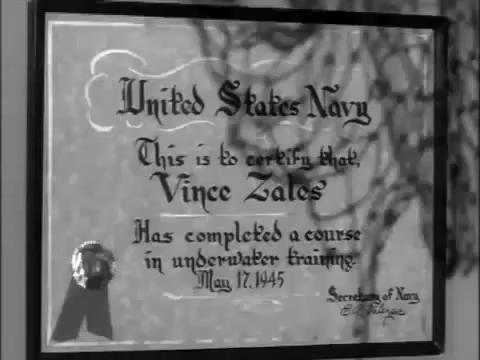 United States Navy
This is to certify that,
Vince Zales
Has completed a course
in underwater training.
May 17, 1945
Secretary of Navy